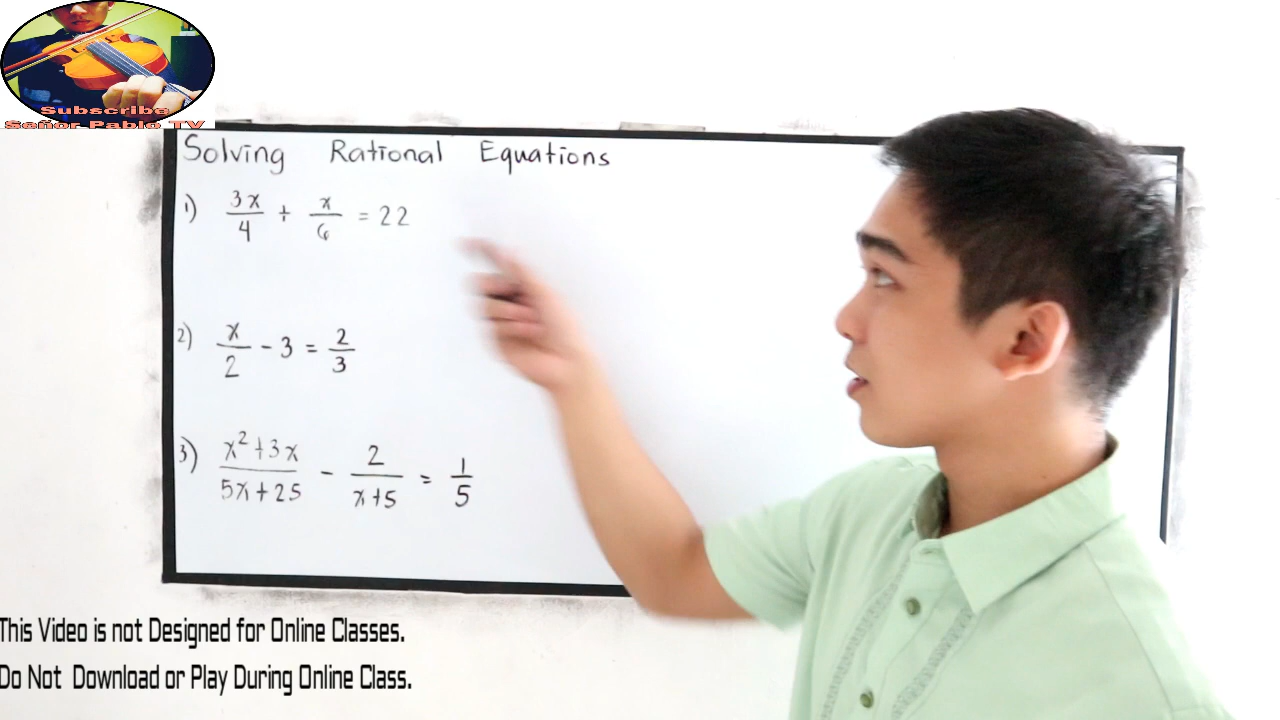 Subscribe
Señor Pablo TV
Solving Rational Equations
1) 3x/4 + x/6 = 22
2) x/2 - 3 = 2/3
3) x²+3x/5x+25 - 2/x+5 = 1/5
This Video is not Designed for Online Classes.
Do Not Download or Play During Online Class.